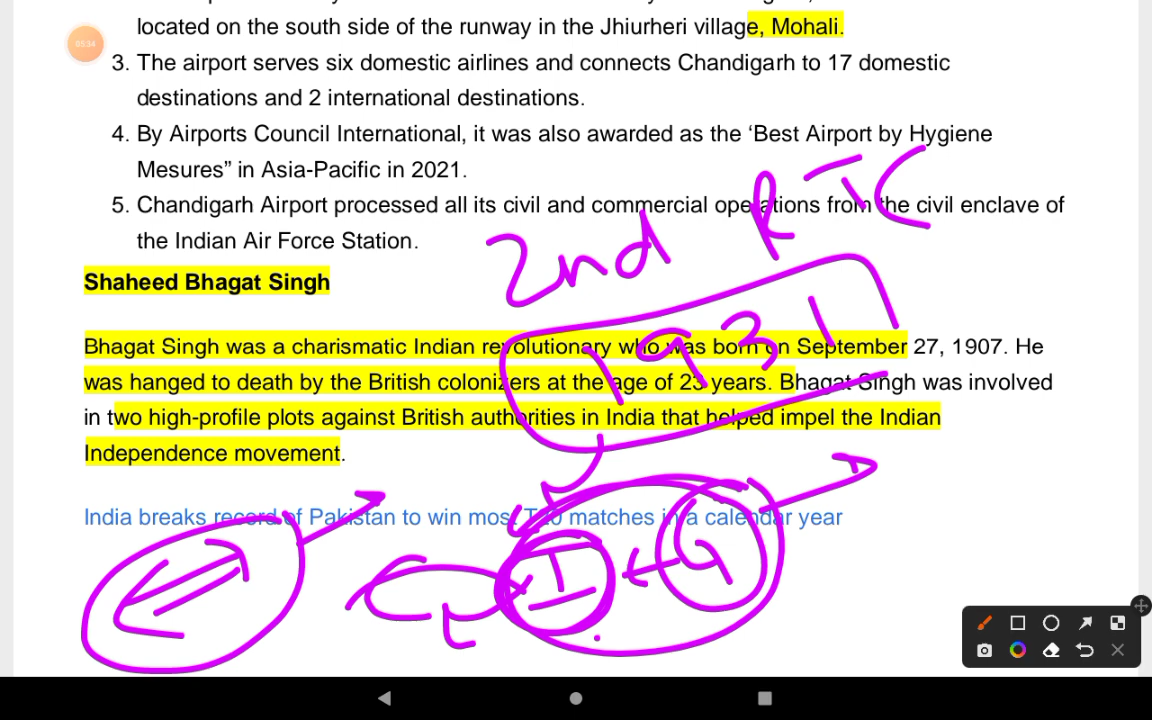 located on the south side of the runway in the Jhiurheri village, Mohali.
05:34
3. The airport serves six domestic airlines and connects Chandigarh to 17 domestic
destinations and 2 international destinations.
4. By Airports Council International, it was also awarded as the ‘Best Airport by Hygiene
Mesures” in Asia-Pacific in 2021.
5. Chandigarh Airport processed all its civil and commercial operations from the civil enclave of
the Indian Air Force Station.
2nd RTC
Shaheed Bhagat Singh
1931
Bhagat Singh was a charismatic Indian revolutionary who was born on September 27, 1907. He
was hanged to death by the British colonizers at the age of 23 years. Bhagat Singh was involved
in two high-profile plots against British authorities in India that helped impel the Indian
Independence movement.
India breaks record of Pakistan to win most T20 matches in a calendar year
I
G